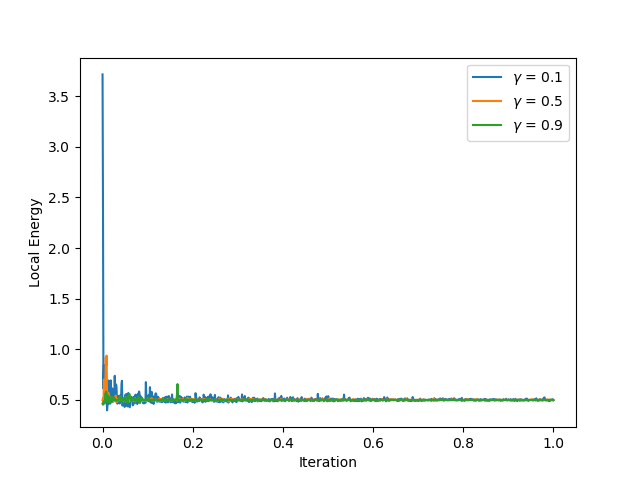 γ = 0.1
γ = 0.5
γ = 0.9
3.5
3.0
2.5
2.0
1.5
1.0
0.5
Local Energy
0.0 0.2 0.4 0.6 0.8 1.0
Iteration